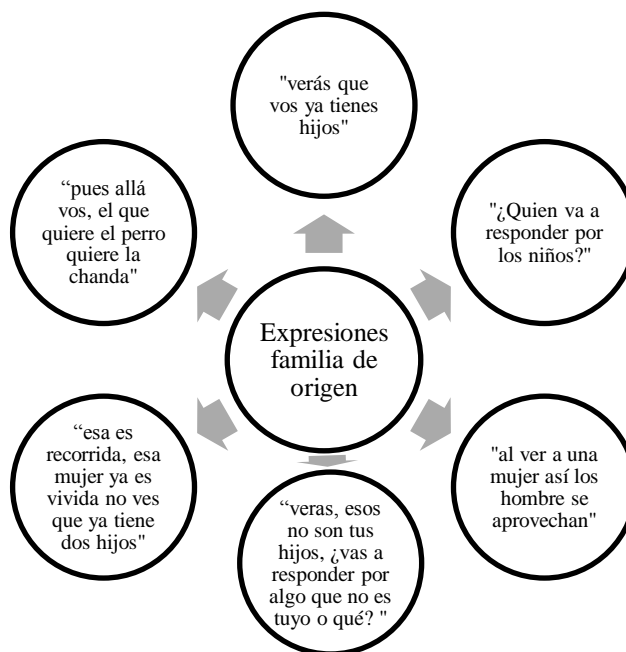 "verás que
vos ya tienes
hijos"
“pues allá
vos, el que
quiere el perro
quiere la
chanda"
"¿Quien va a
responder por
los niños?"
Expresiones
familia de
origen
“esa es
recorrida, esa
mujer ya es
vivida no ves
que ya tiene
dos hijos"
"al ver a una
mujer así los
hombre se
aprovechan"
“veras, esos
no son tus
hijos, ¿vas a
responder por
algo que no es
tuyo o qué? "